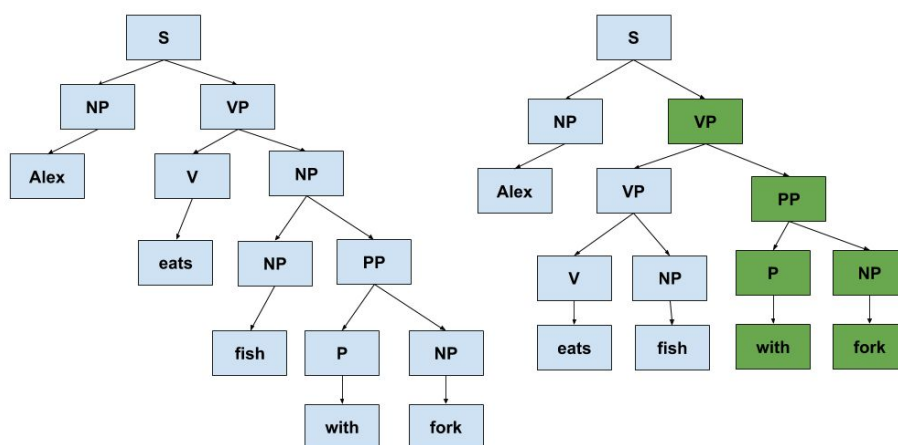 S
NP VP
Alex V NP
eats NP PP
fish P NP
with fork
S
NP VP
Alex VP PP
V NP P NP
eats fish with fork